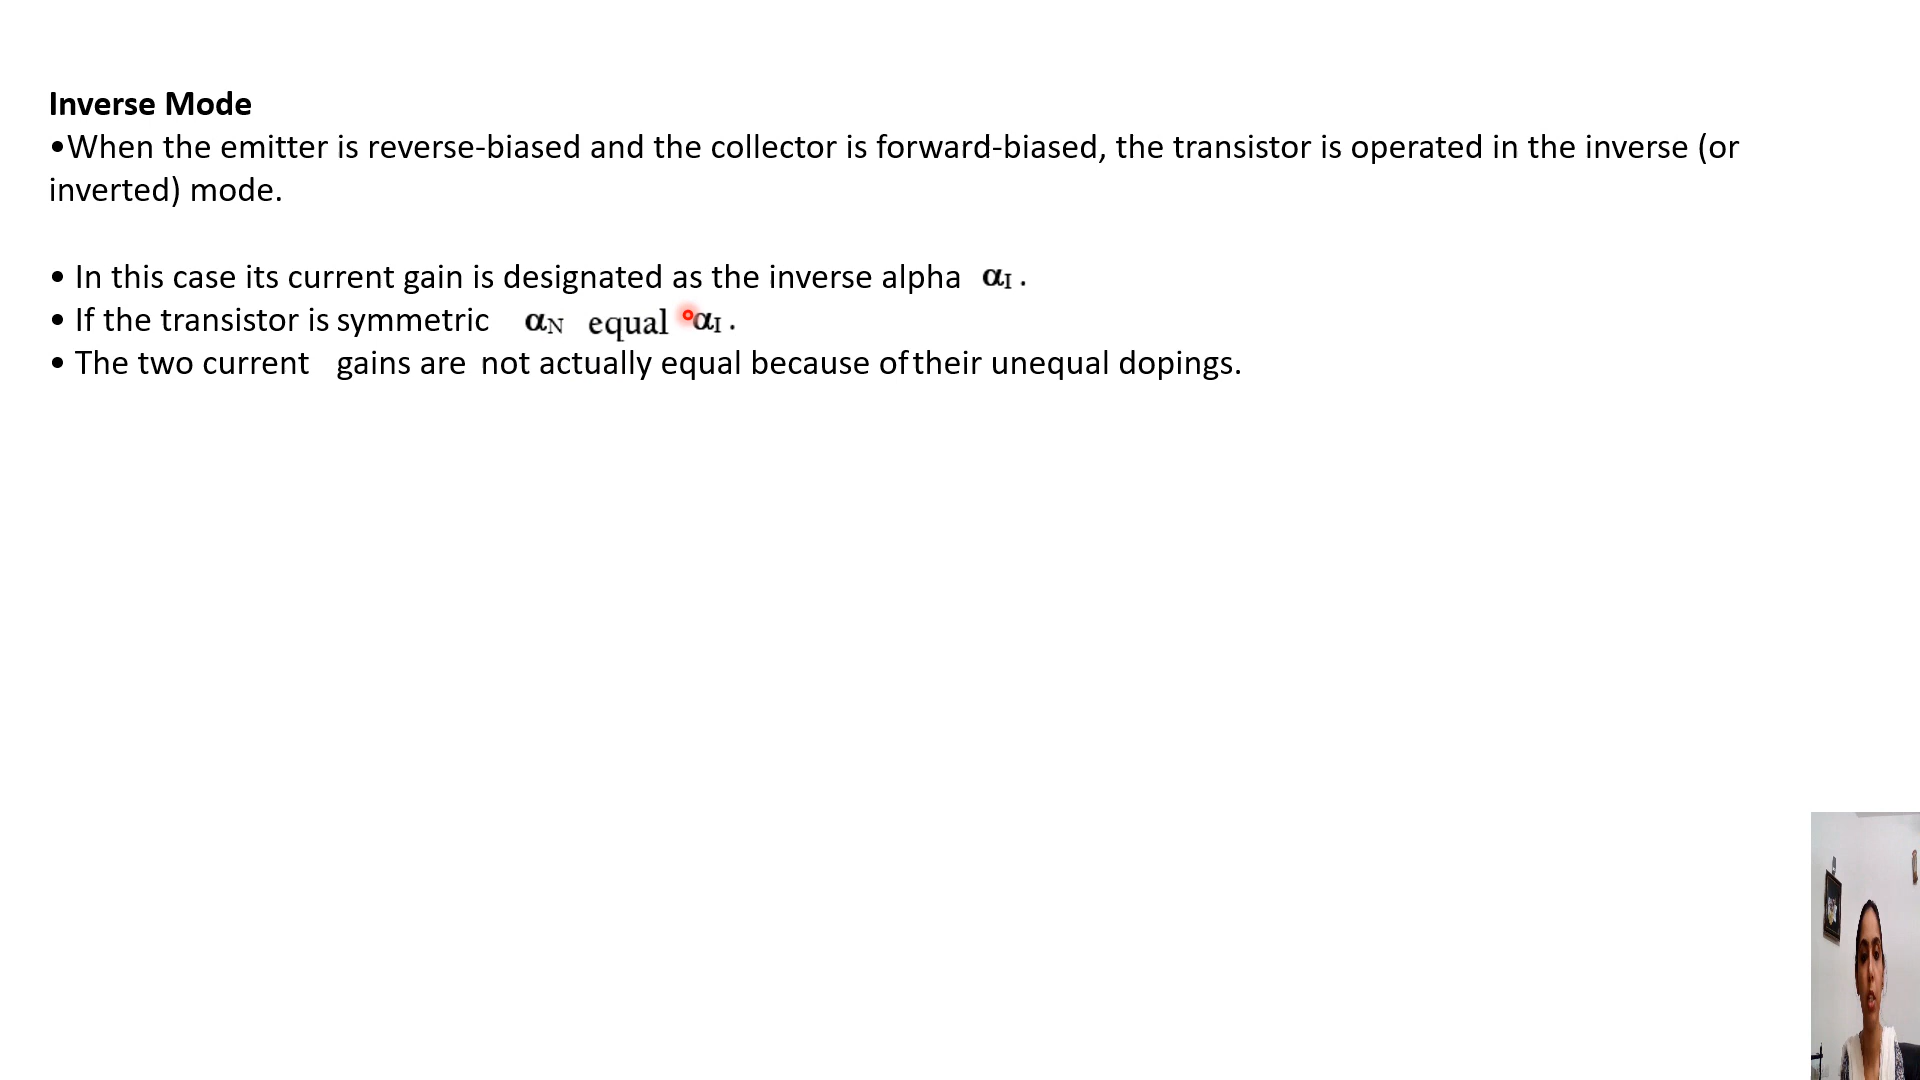 Inverse Mode
•When the emitter is reverse-biased and the collector is forward-biased, the transistor is operated in the inverse (or
inverted) mode.
• In this case its current gain is designated as the inverse alpha αI .
• If the transistor is symmetric αN equal αI .
• The two current gains are not actually equal because of their unequal dopings.